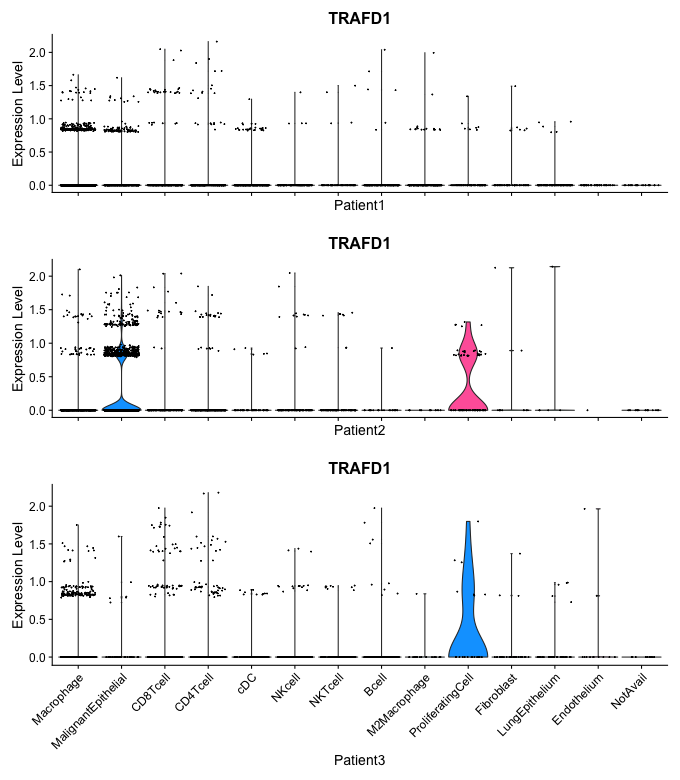 TRAFD1
Expression Level
2.0
1.5
1.0
0.5
0.0
Patient1
TRAFD1
Expression Level
2.0
1.5
1.0
0.5
0.0
Patient2
TRAFD1
Expression Level
2.0
1.5
1.0
0.5
0.0
Macrophage
MalignantEpithelial
CD8Tcell
CD4Tcell
cDC
NKcell
NKTcell
Bcell
M2Macrophage
ProliferatingCell
Fibroblast
LungEpithelium
Endothelium
NotAvail
Patient3